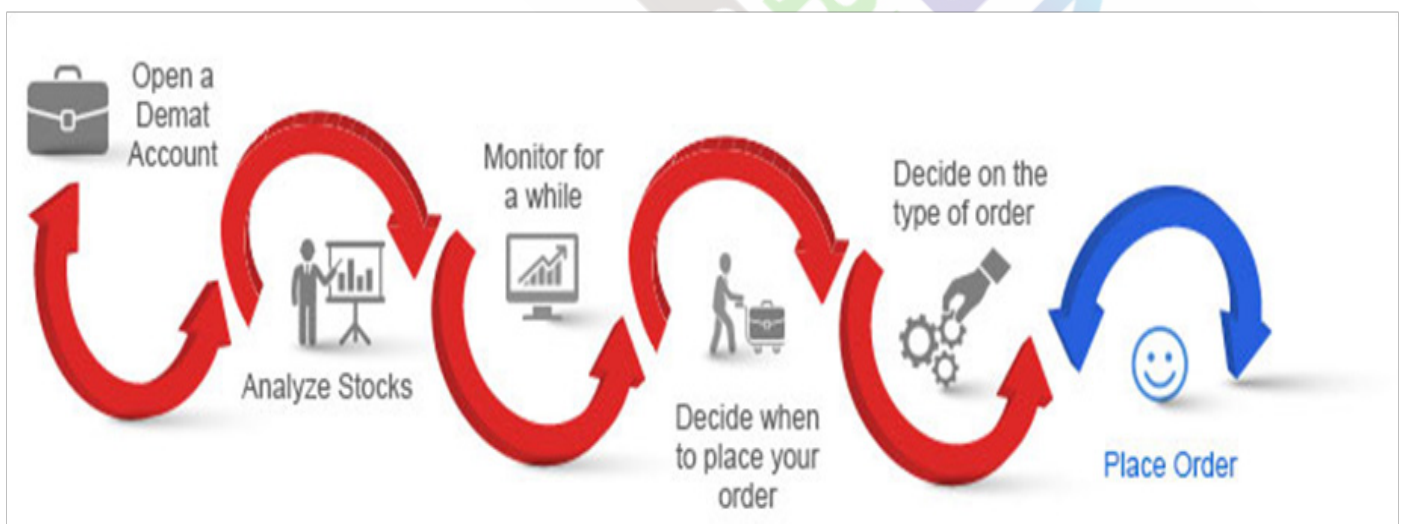 Open a
Demat
Account
Analyze Stocks
Monitor for
a while
Decide when
to place your
order
Decide on the
type of order
Place Order